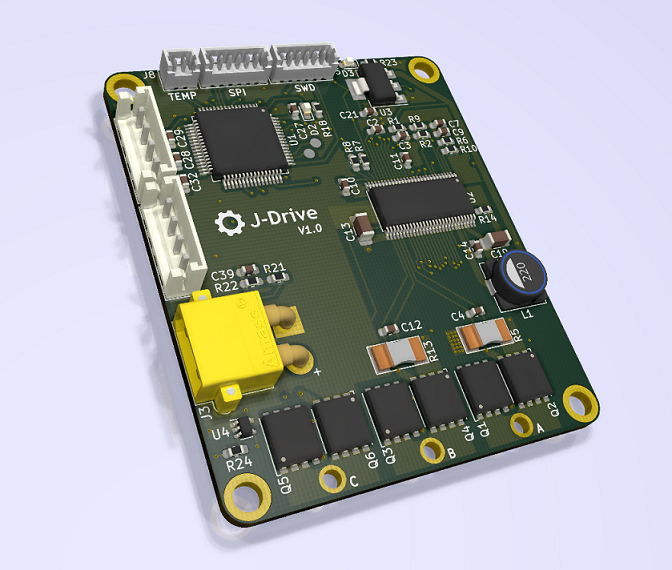 J8
TEMP
SPI
SWD
D3
R23
U3
C21
C29
C28
C32
U1
C27
D2
R18
R1
R9
C2
C7
C9
R6
R10
R2
C3
C11
R8
R7
C10
U2
R14
C13
C14
J-Drive
V1.0
C39
R21
R22
220
L1
C12
C4
R13
R5
+
J3
U4
R24
Q5
Q6
Q3
Q4
Q1
Q2
C
B
A